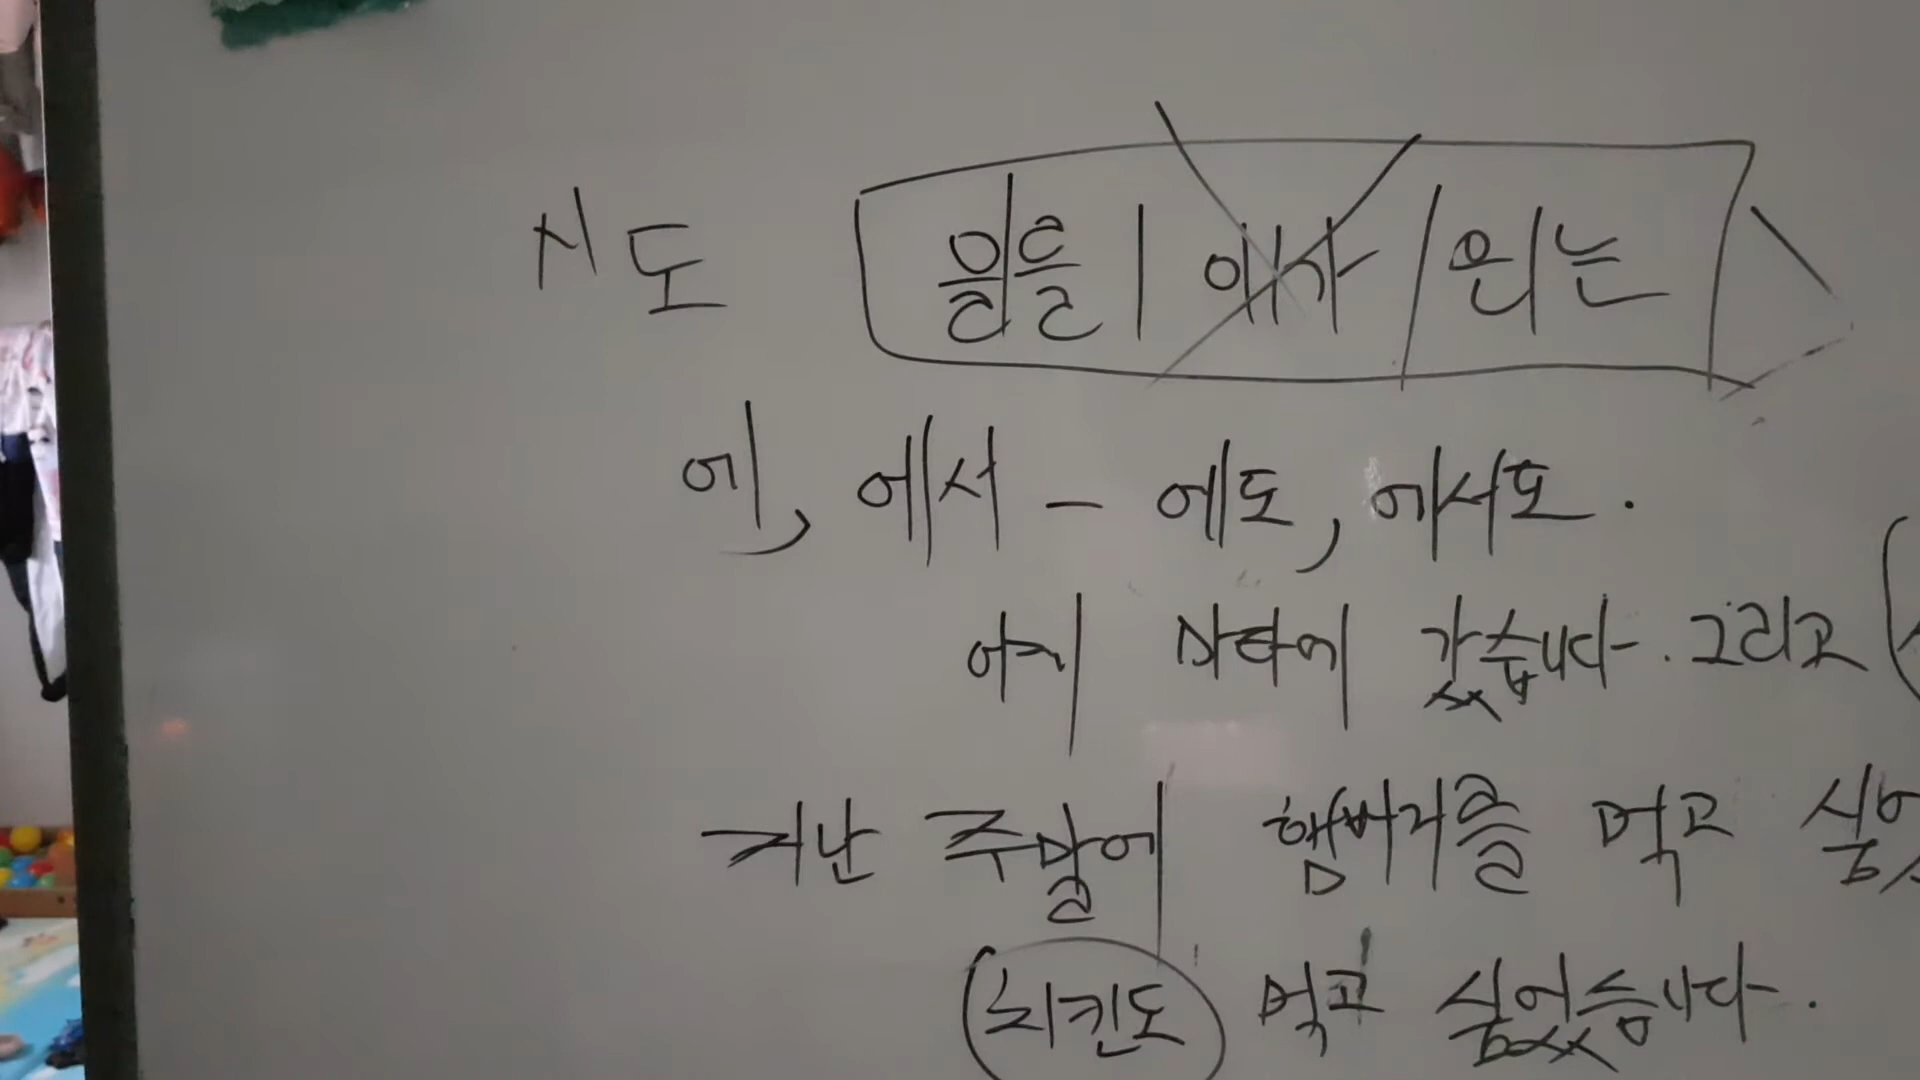 시도 을/를 | 이/가 / 은/는
에, 에서 - 에도, 에서도.
어제 마트에 갔습니다. 그리고 (
지난 주말에 햄버거를 먹고
치킨도 먹고 싶었습니다.